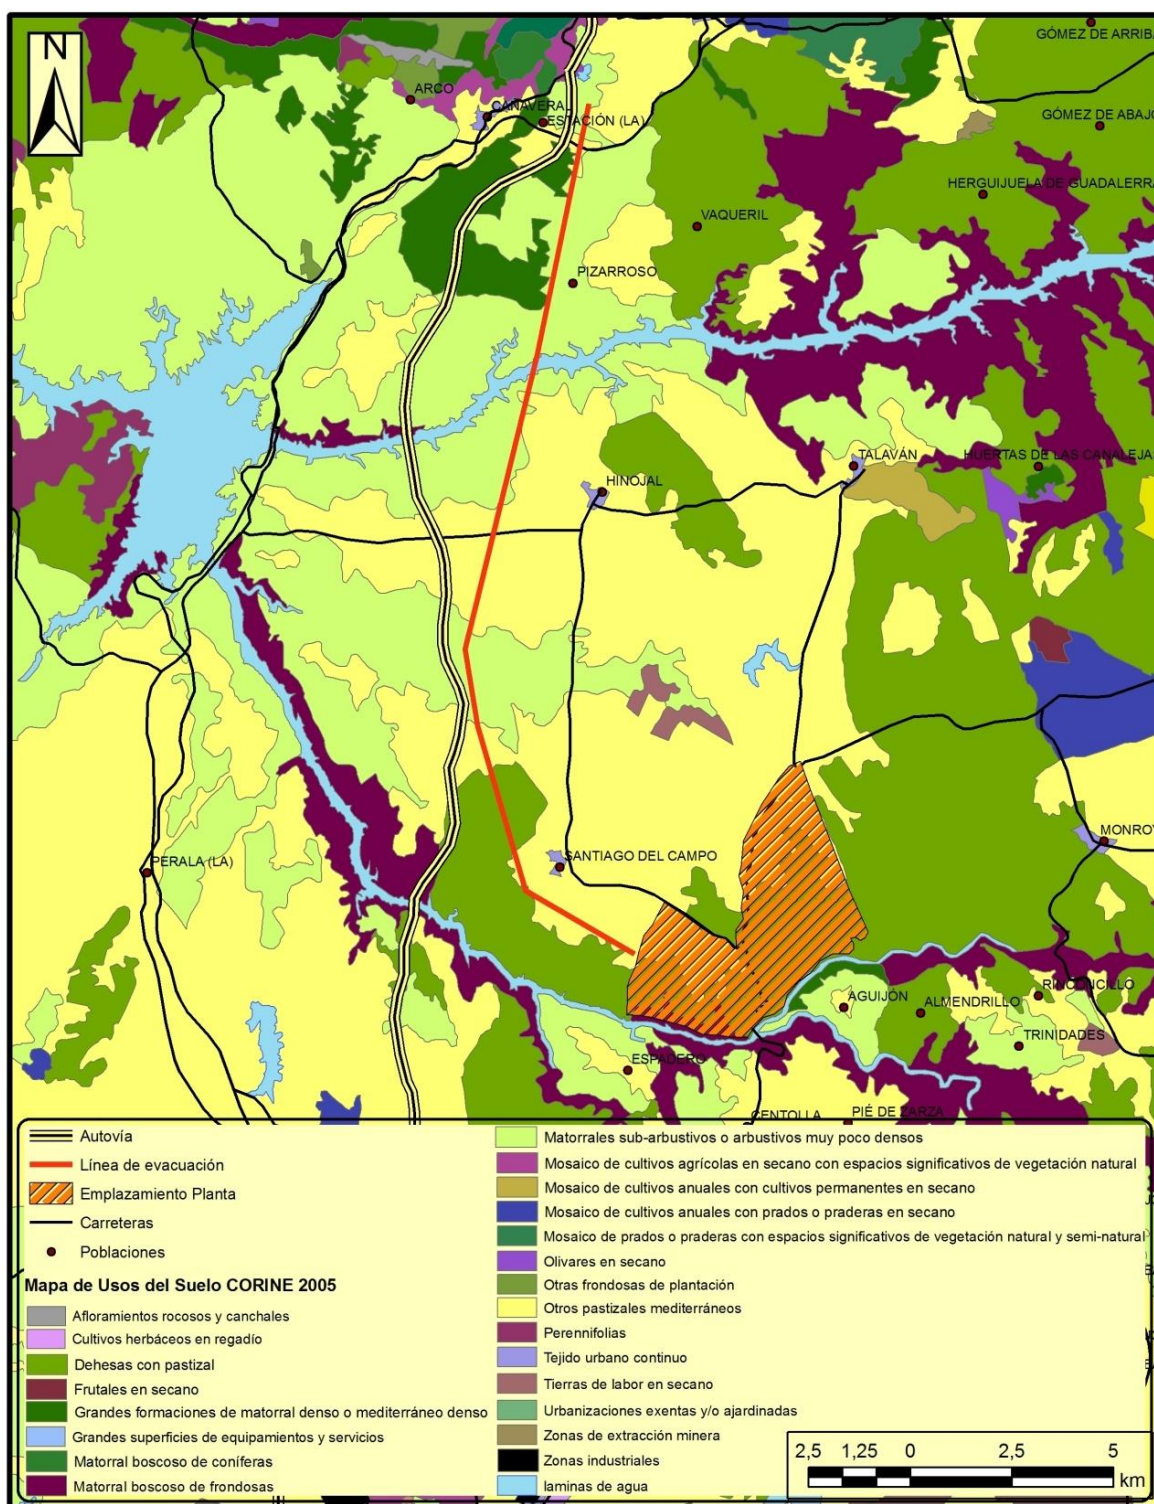 N
GÓMEZ DE ARRIB
ARCO
CAÑAVERAL
ESTACIÓN (LA)
GÓMEZ DE ABAJO
HERGUIJUELA DE GUADALERR
VAQUERIL
PIZARROSO
TALAVÁN
HUERTAS DE LAS CANALEJAS
HINOJAL
MONROY
SANTIAGO DEL CAMPO
PERALA (LA)
AGUIJÓN
ALMENDRILLO
RINCONCILLO
TRINIDADES
ESPADERO
CENTOLLA
PIÉ DE ZARZA
Autovía
Línea de evacuación
Emplazamiento Planta
Carreteras
Poblaciones
Mapa de Usos del Suelo CORINE 2005
Afloramientos rocosos y canchales
Cultivos herbáceos en regadío
Dehesas con pastizal
Frutales en secano
Grandes formaciones de matorral denso o mediterráneo denso
Grandes superficies de equipamientos y servicios
Matorral boscoso de coníferas
Matorral boscoso de frondosas
Matorrales sub-arbustivos o arbustivos muy poco densos
Mosaico de cultivos agrícolas en secano con espacios significativos de vegetación natural
Mosaico de cultivos anuales con cultivos permanentes en secano
Mosaico de cultivos anuales con prados o praderas en secano
Mosaico de prados o praderas con espacios significativos de vegetación natural y semi-natural
Olivares en secano
Otras frondosas de plantación
Otros pastizales mediterráneos
Perennifolias
Tejido urbano continuo
Tierras de labor en secano
Urbanizaciones exentas y/o ajardinadas
Zonas de extracción minera
Zonas industriales
laminas de agua
2,5 1,25 0 2,5 5
km